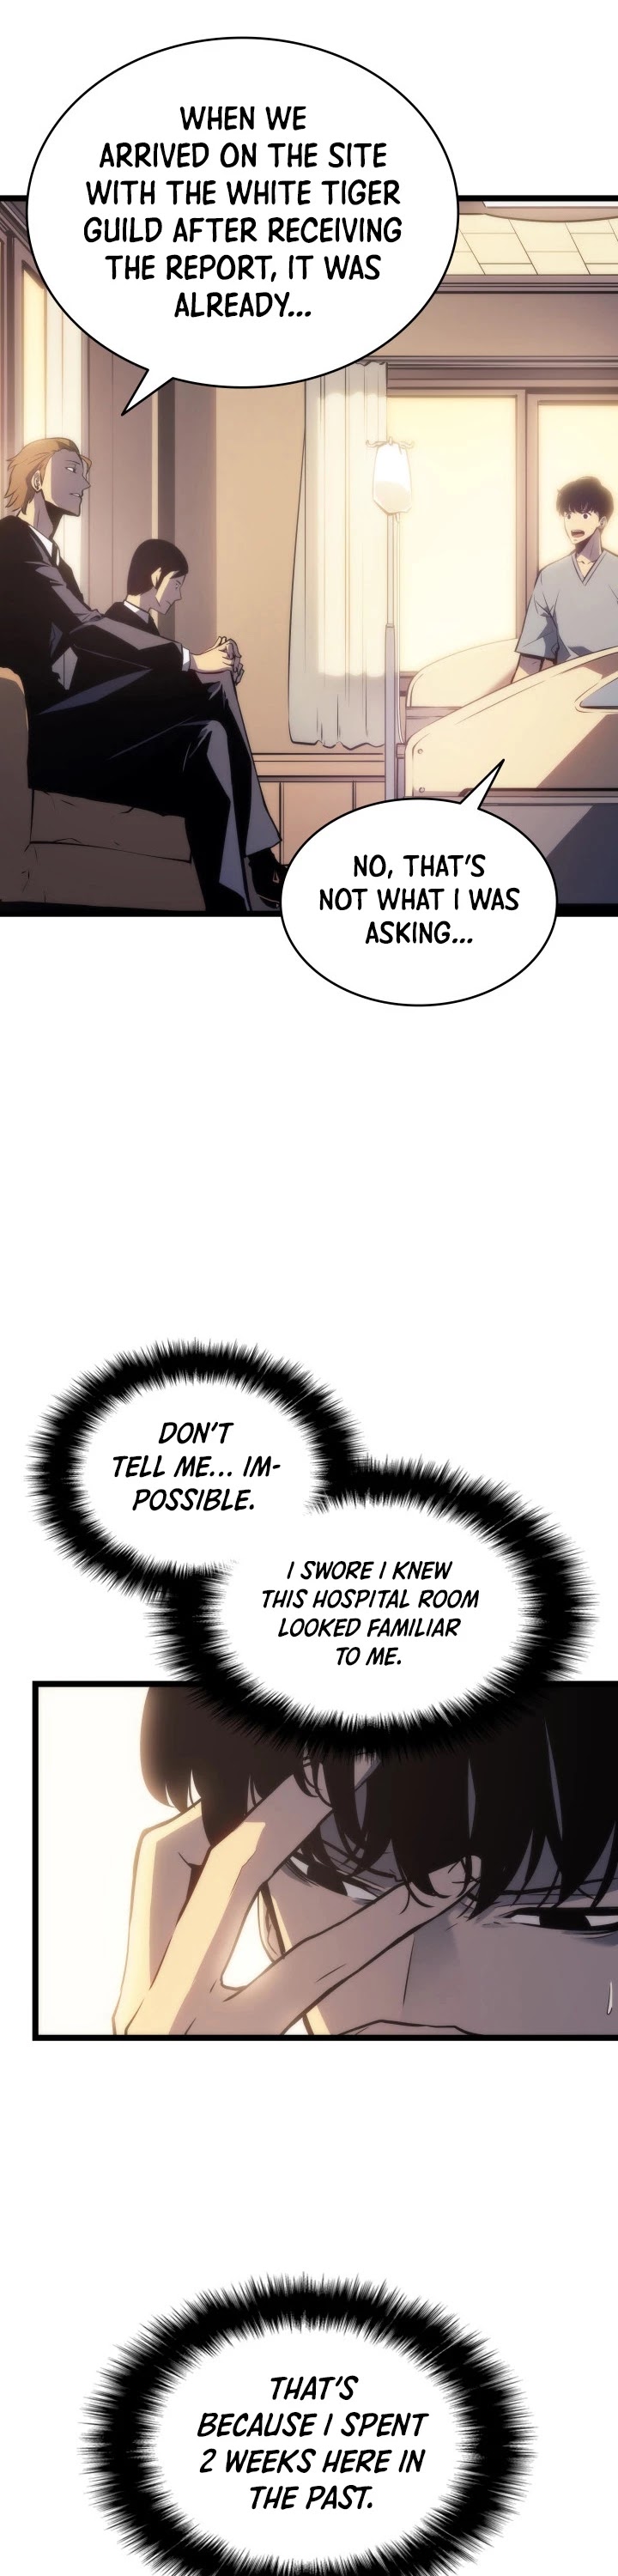 WHEN WE
ARRIVED ON THE SITE
WITH THE WHITE TIGER
GUILD AFTER RECEIVING
THE REPORT, IT WAS
ALREADY...
NO, THAT'S
NOT WHAT I WAS
ASKING...
DON'T
TELL ME... IM-
POSSIBLE.
I SWORE I KNEW
THIS HOSPITAL ROOM
LOOKED FAMILIAR
TO ME.
THAT'S
BECAUSE I SPENT
2 WEEKS HERE IN
THE PAST.